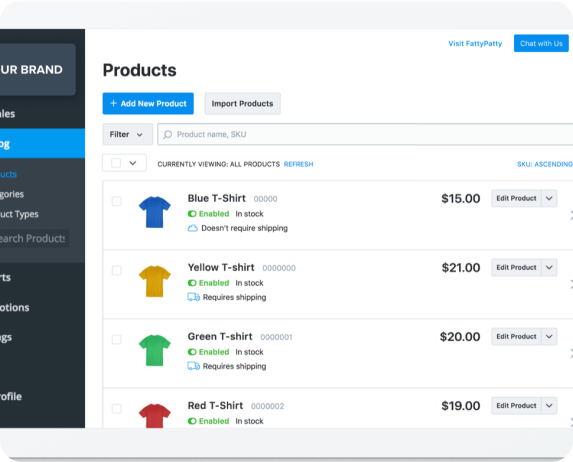 Visit FattyPatty Chat with Us
UR BRAND
Products
+ Add New Product Import Products
ales
Filter Product name, SKU
og
CURRENTLY VIEWING: ALL PRODUCTS REFRESH SKU: ASCENDING
ucts
gories
uct Types
earch Products
rts
otions
ngs
rofile
Blue T-Shirt 00000 $15.00 Edit Product
Enabled In stock
Doesn't require shipping
Yellow T-shirt 0000000 $21.00 Edit Product
Enabled In stock
Requires shipping
Green T-shirt 0000001 $20.00 Edit Product
Enabled In stock
Requires shipping
Red T-Shirt 0000002 $19.00 Edit Product
Enabled In stock